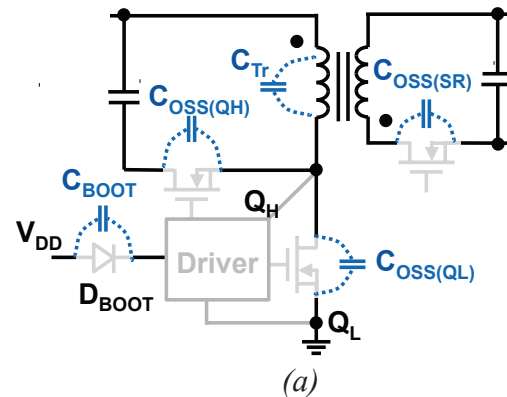 C_Tr
C_OSS(SR)
C_OSS(QH)
C_BOOT
Q_H
V_DD
Driver
C_OSS(QL)
D_BOOT
Q_L
(a)